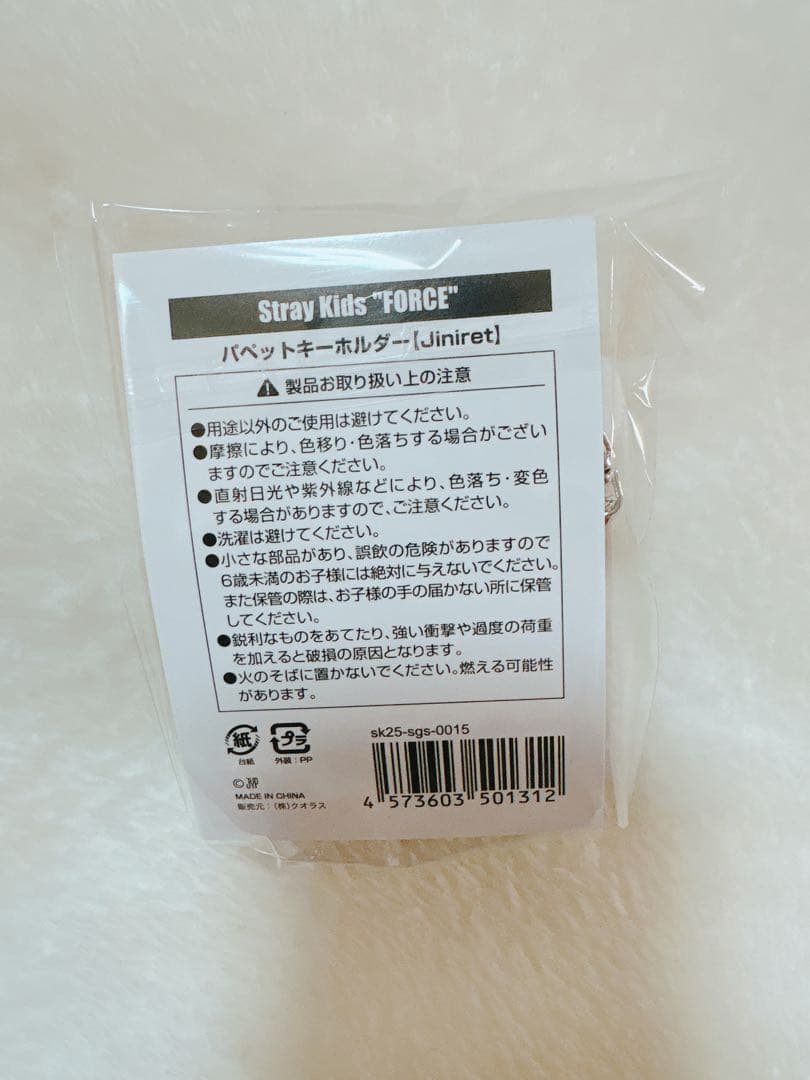 Stray Kids "FORCE"
パペットキーホルダー【Jiniret】
製品お取り扱い上の注意
●用途以外のご使用は避けてください。
●摩擦により、色移り・色落ちする場合がござい
ますのでご注意ください。
●直射日光や紫外線などにより、色落ち・変色
する場合がありますので、ご注意ください。
●洗濯は避けてください。
●小さな部品があり、誤飲の危険がありますので
6歳未満のお子様には絶対に与えないでください。
また保管の際は、お子様の手の届かない所に保管
してください。
●鋭利なものをあてたり、強い衝撃や過度の荷重
を加えると破損の原因となります。
●火のそばに置かないでください。燃える可能性
があります。
紙
台紙
プラ
外装：PP
sk25-sgs-0015
4 573603 501312
© JYP
MADE IN CHINA
販売元：（株）クオラス